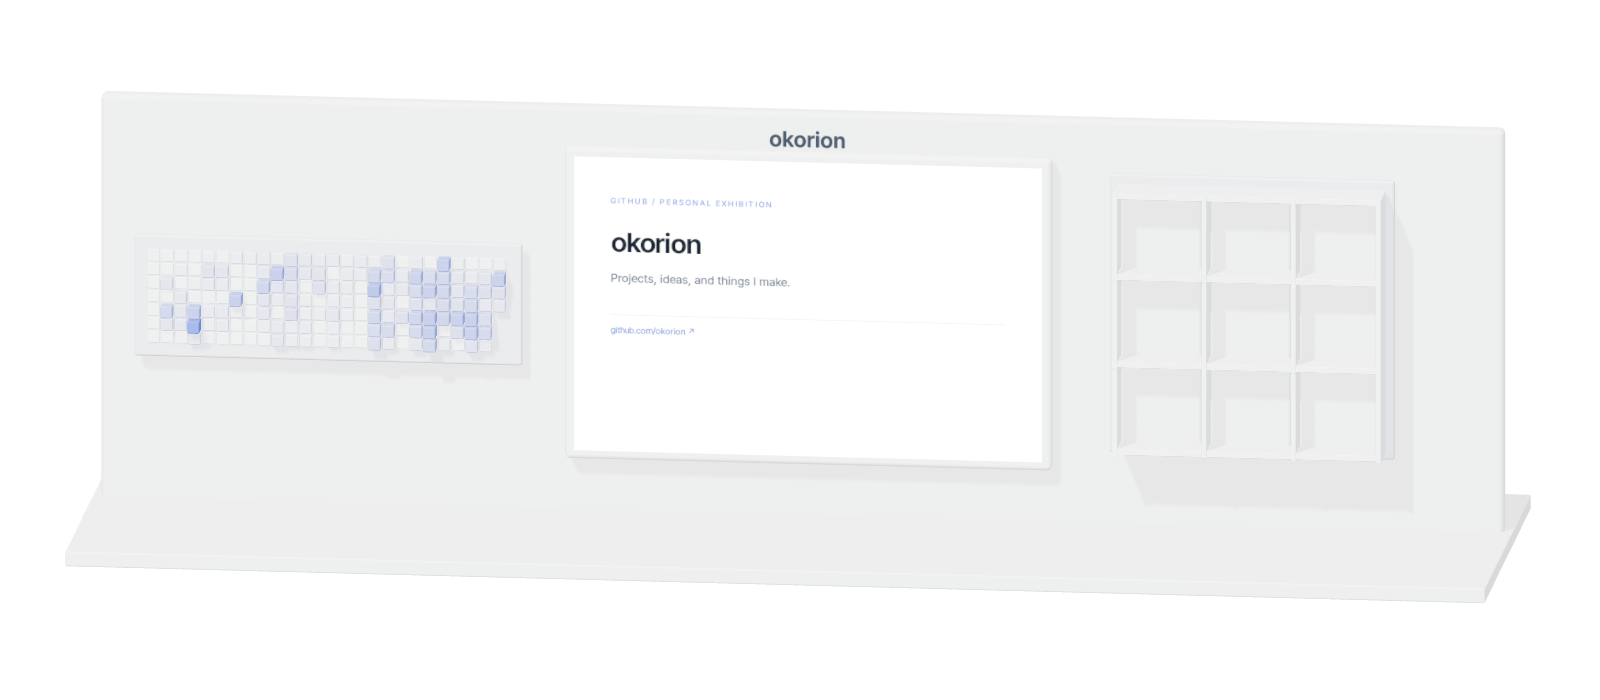 okorion
GITHUB / PERSONAL EXHIBITION
okorion
Projects, ideas, and things I make.
github.com/okorion ↗